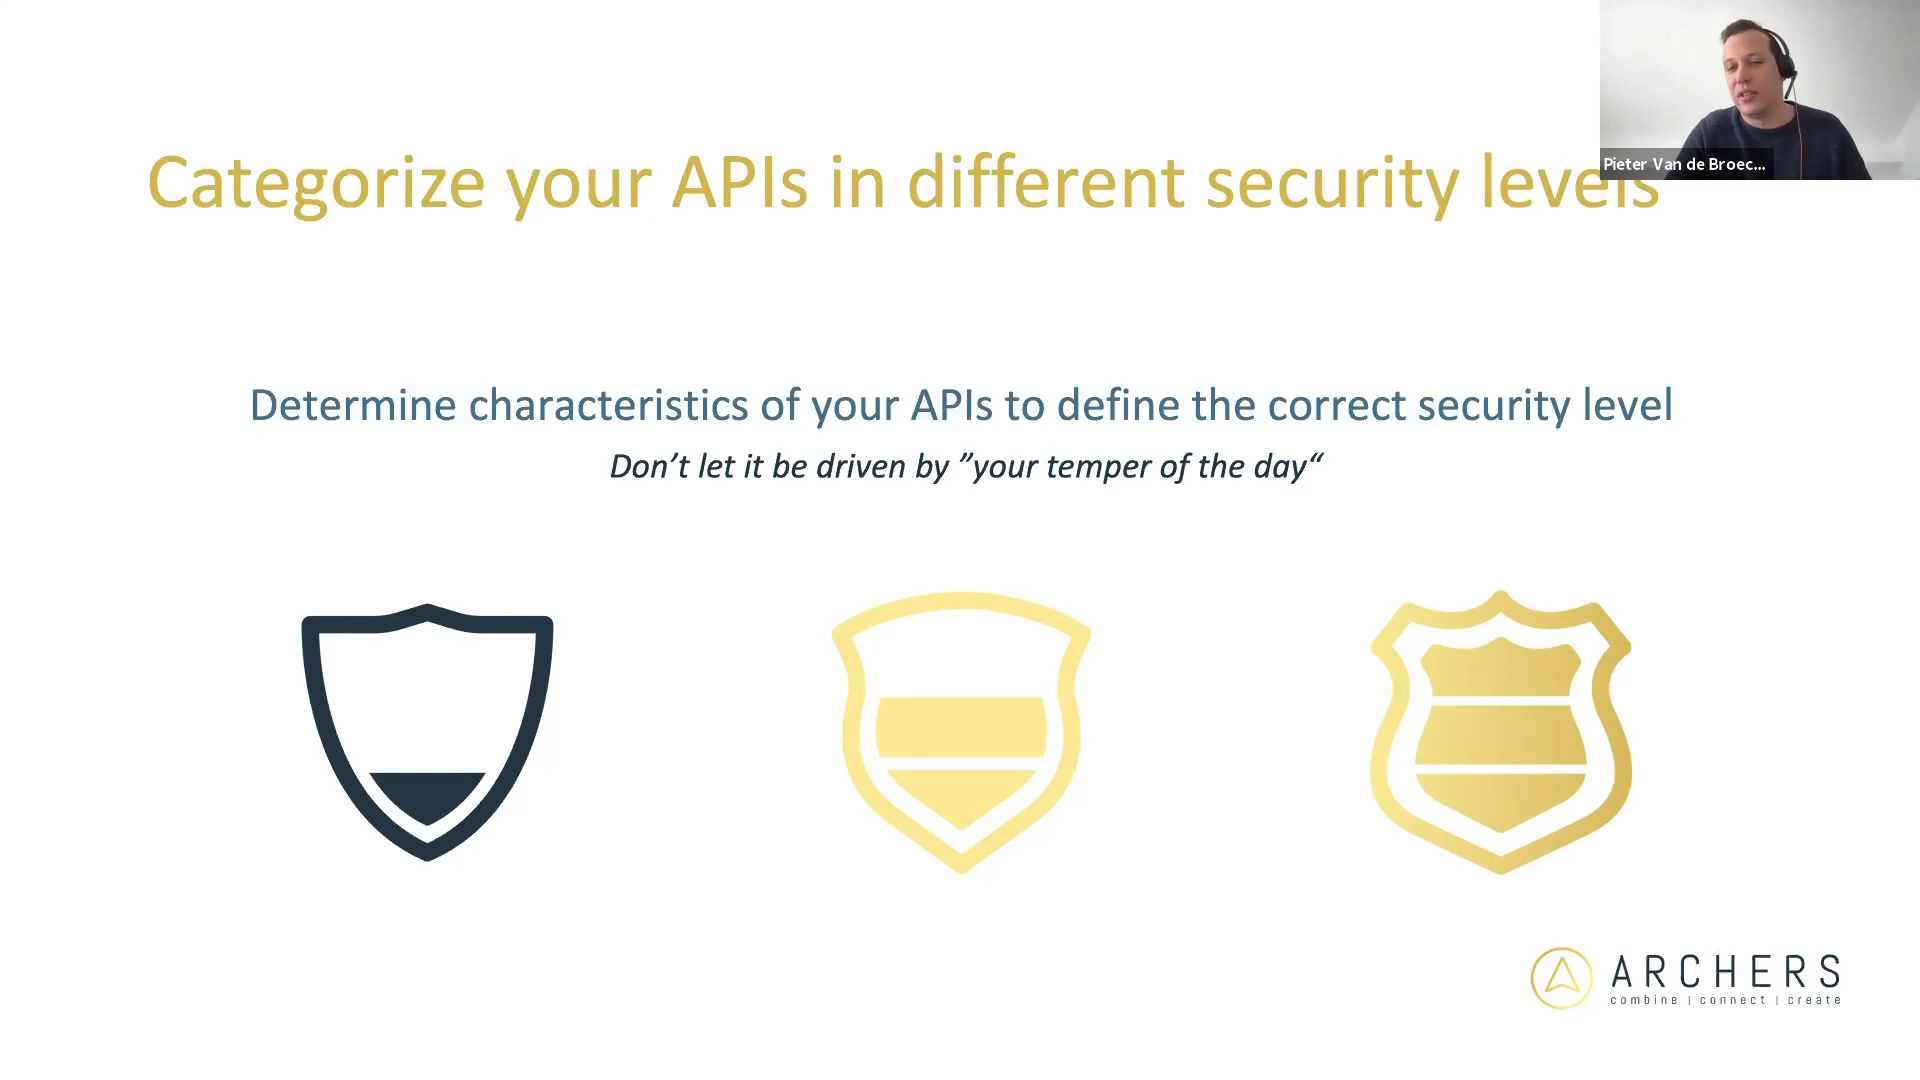 Pieter Van de Broec...
Categorize your APIs in different security levels
Determine characteristics of your APIs to define the correct security level
Don’t let it be driven by ”your temper of the day“
ARCHERS
combine | connect | create